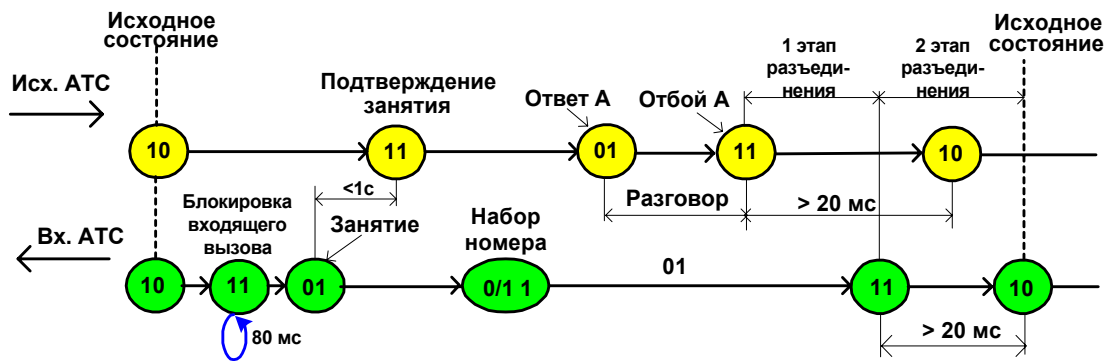 Исходное
состояние
Исходное
состояние
1 этап
разъеди-
нения
2 этап
разъеди-
нения
Исх. АТС
Подтверждение
занятия
Ответ А
Отбой А
10
11
01
11
10
<1с
Разговор
> 20 мс
Блокировка
входящего
вызова
Занятие
Набор
номера
01
Вх. АТС
10
11
01
0/1 1
11
10
80 мс
> 20 мс